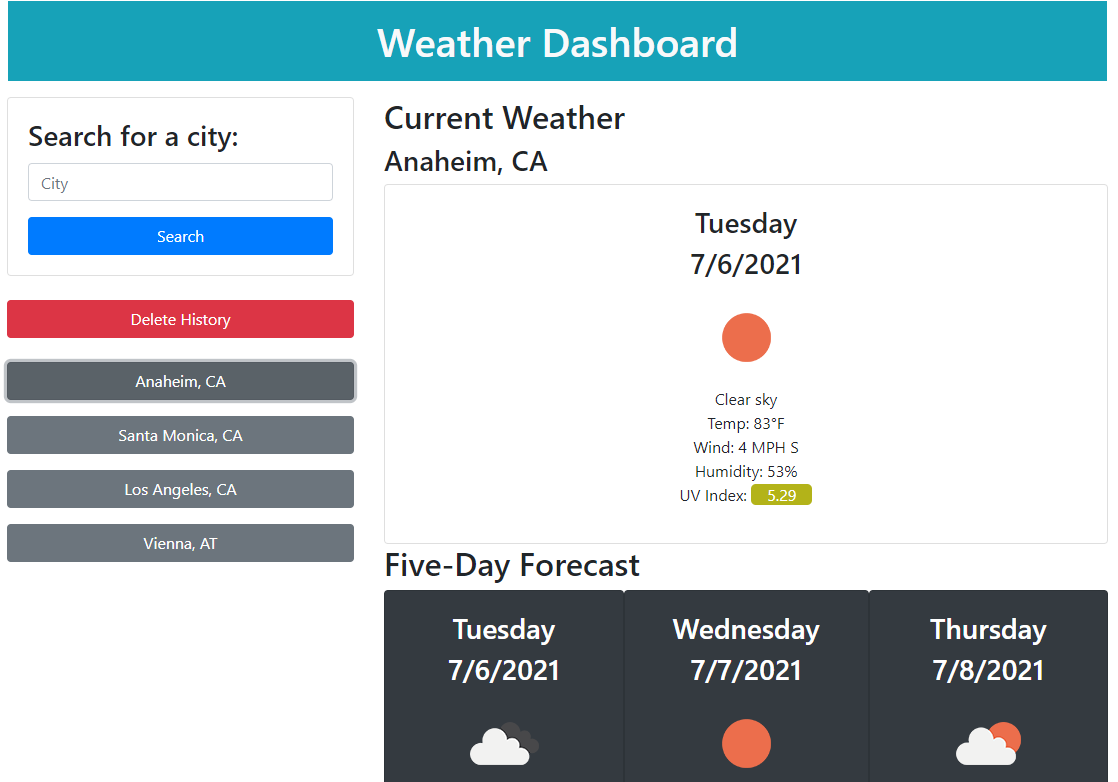 Weather Dashboard
Search for a city:
City
Search
Delete History
Anaheim, CA
Santa Monica, CA
Los Angeles, CA
Vienna, AT
Current Weather
Anaheim, CA
Tuesday
7/6/2021
Clear sky
Temp: 83°F
Wind: 4 MPH S
Humidity: 53%
UV Index: 5.29
Five-Day Forecast
Tuesday
7/6/2021
Wednesday
7/7/2021
Thursday
7/8/2021